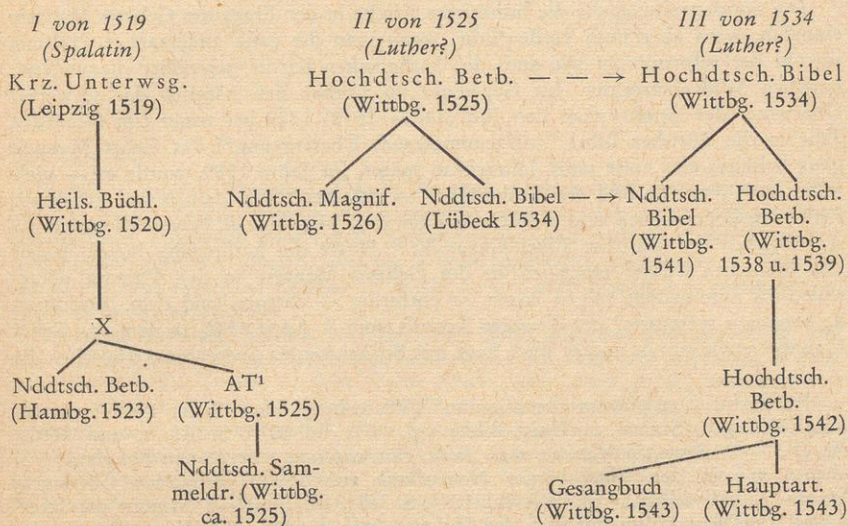 I von 1519
(Spalatin)
Krz. Unterwsg.
(Leipzig 1519)
Heils. Büchl.
(Wittbg. 1520)
X
Nddtsch. Betb.
(Hambg. 1523)
AT¹
(Wittbg. 1525)
Nddtsch. Sam-
meldr. (Wittbg.
ca. 1525)
II von 1525
(Luther?)
Hochdtsch. Betb.
(Wittbg. 1525)
Nddtsch. Magnif.
(Wittbg. 1526)
Nddtsch. Bibel
(Lübeck 1534)
III von 1534
(Luther?)
Hochdtsch. Bibel
(Wittbg. 1534)
Nddtsch.
Bibel
(Wittbg.
1541)
Hochdtsch.
Betb.
(Wittbg.
1538 u. 1539)
Hochdtsch.
Betb.
(Wittbg. 1542)
Gesangbuch
(Wittbg. 1543)
Hauptart.
(Wittbg. 1543)